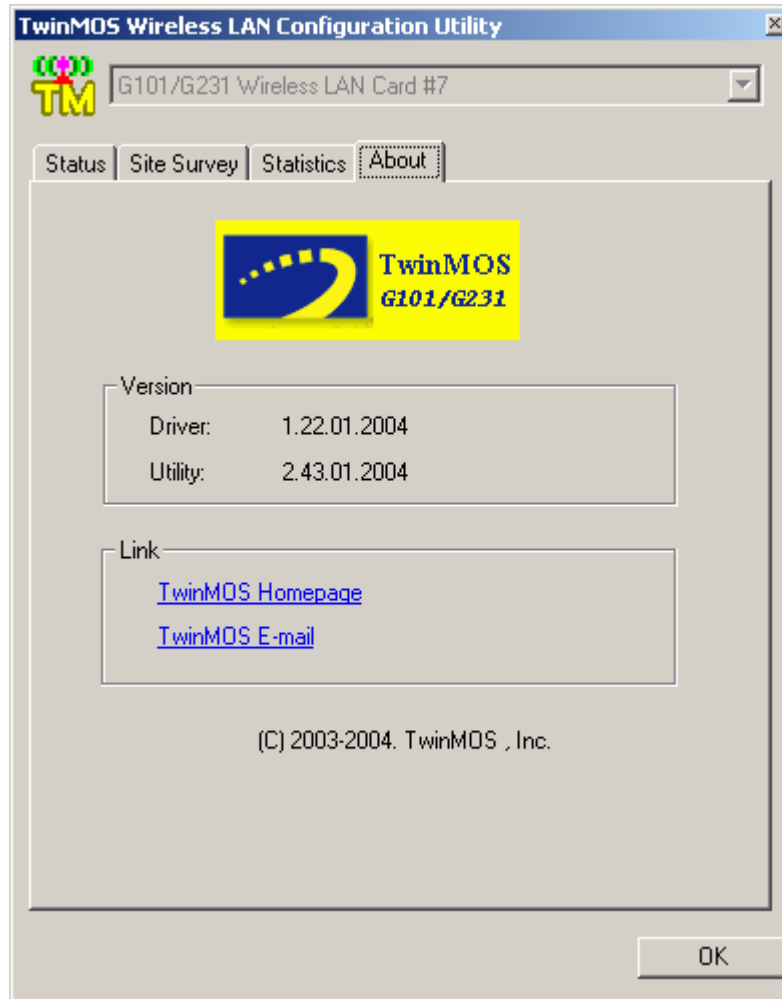 TwinMOS Wireless LAN Configuration Utility
TM
G101/G231 Wireless LAN Card #7
Status Site Survey Statistics About
TwinMOS
G101/G231
Version
Driver: 1.22.01.2004
Utility: 2.43.01.2004
Link
TwinMOS Homepage
TwinMOS E-mail
(C) 2003-2004. TwinMOS , Inc.
OK